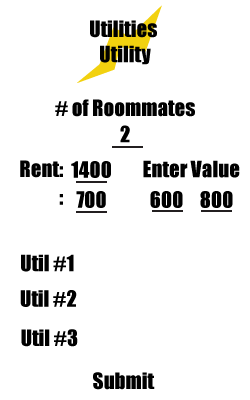 Utilities
Utility
# of Roommates
2
Rent: 1400 Enter Value
: 700 600 800
Util #1
Util #2
Util #3
Submit